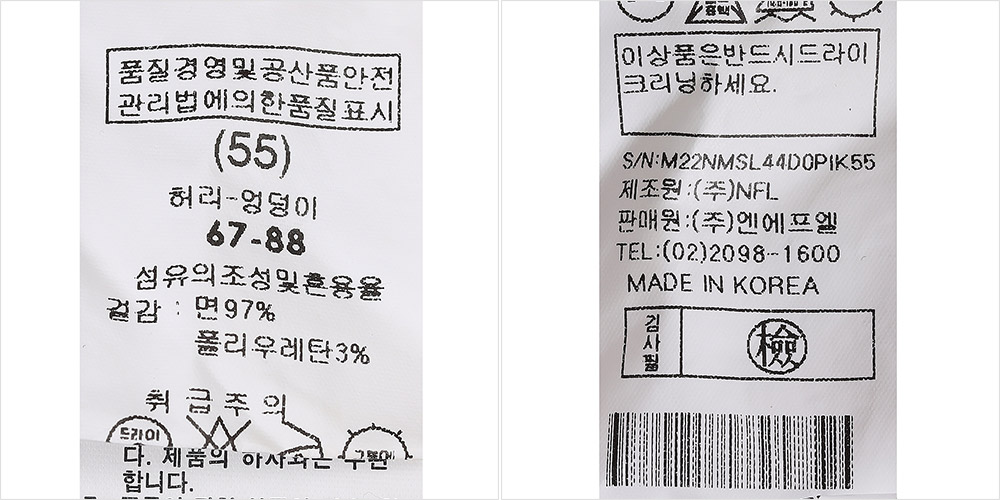 품질경영및공산품안전
관리법에의한품질표시
(55)
허리-엉덩이
67-88
섬유의조성및혼용율
겉감 : 면97%
폴리우레탄3%
취급주의
드라이
다. 제품의
합니다.
이상품은반드시드라이
크리닝하세요.
S/N:M22NMSL44D0PIK55
제조원:(주)NFL
판매원:(주)엔에프엘
TEL:(02)2098-1600
MADE IN KOREA
검사필
檢